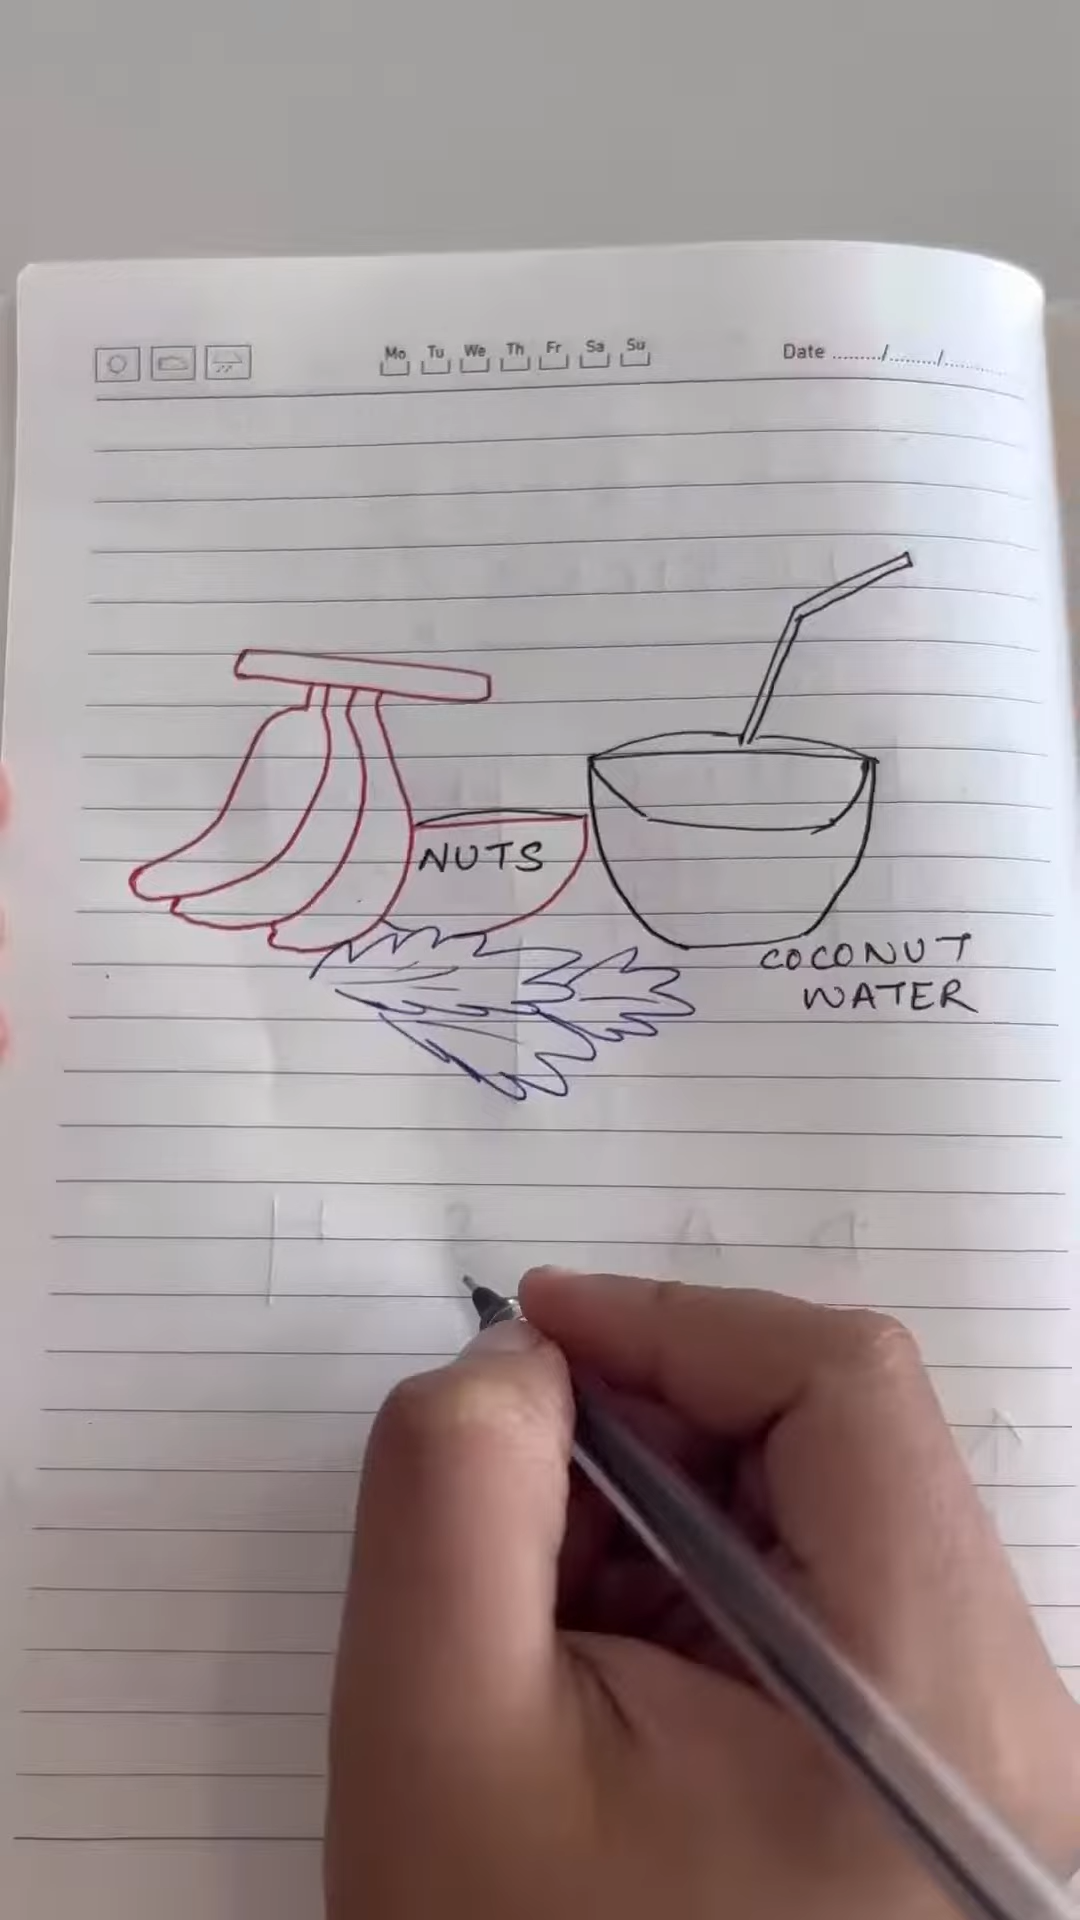 Mo Tu We Th Fr Sa Su
Date ........./........./.............
NUTS
COCONUT
WATER